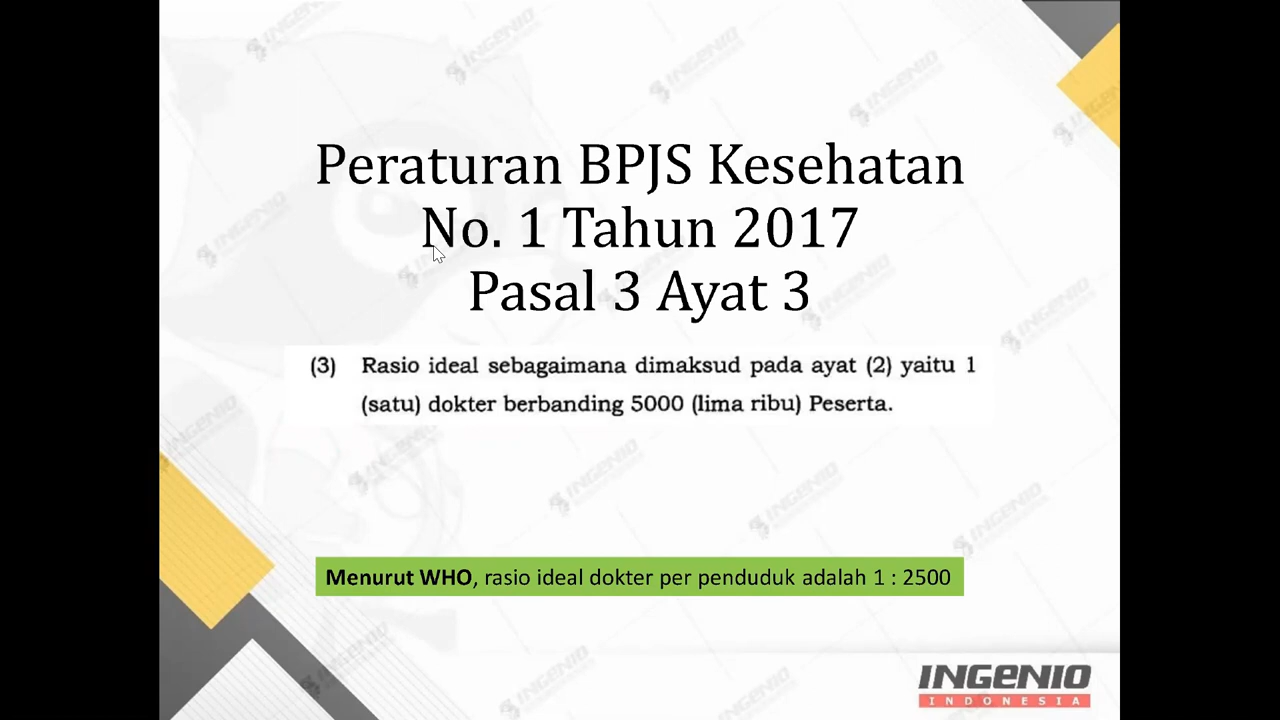 Peraturan BPJS Kesehatan
No. 1 Tahun 2017
Pasal 3 Ayat 3
(3) Rasio ideal sebagaimana dimaksud pada ayat (2) yaitu 1
(satu) dokter berbanding 5000 (lima ribu) Peserta.
Menurut WHO, rasio ideal dokter per penduduk adalah 1 : 2500
INGENIO
INDONESIA